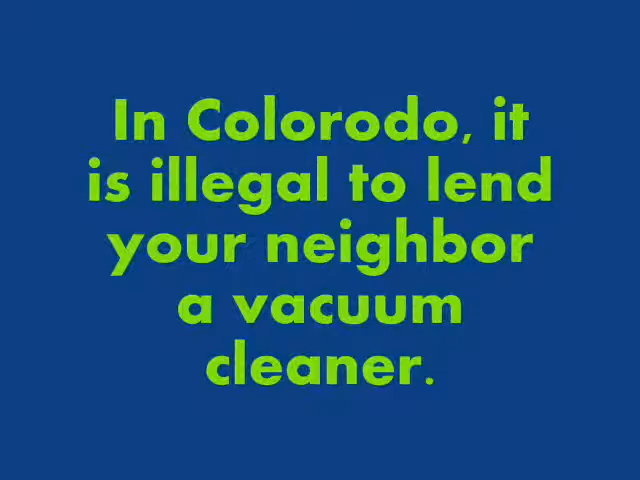 In Colorodo, it
is illegal to lend
your neighbor
a vacuum
cleaner.